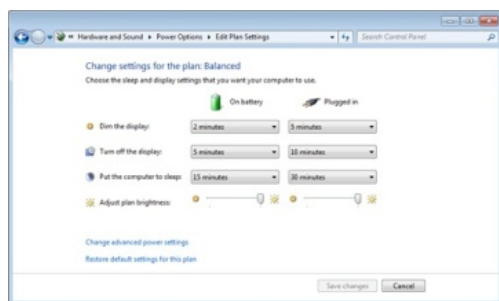 Hardware and Sound Power Options Edit Plan Settings Search Control Panel
Change settings for the plan: Balanced
Choose the sleep and display settings that you want your computer to use.
On battery Plugged in
Dim the display: 2 minutes 5 minutes
Turn off the display: 5 minutes 10 minutes
Put the computer to sleep: 15 minutes 30 minutes
Adjust plan brightness:
Change advanced power settings
Restore default settings for this plan
Save changes Cancel